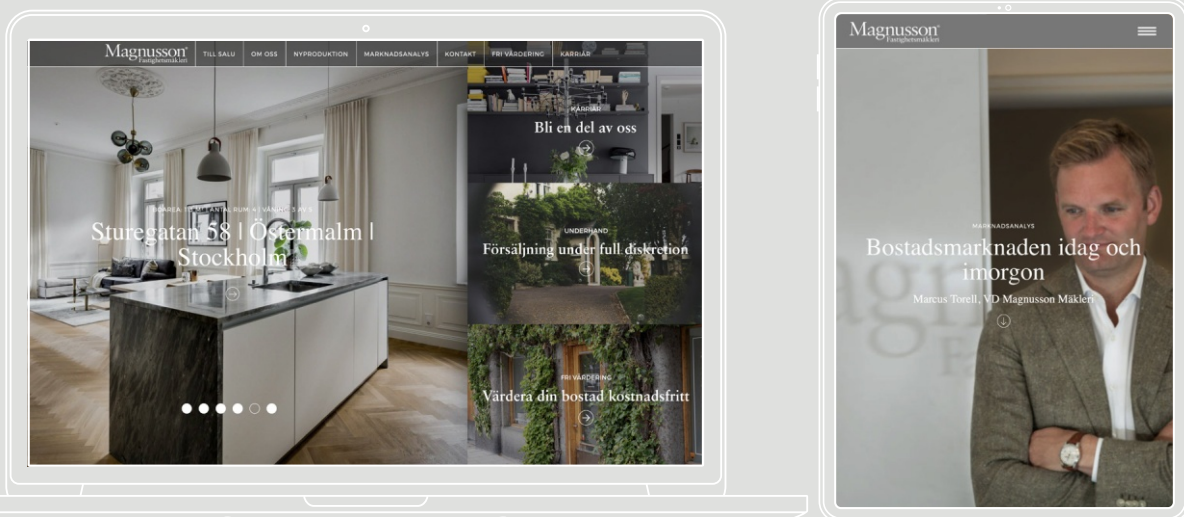 Magnusson
Fastighetsmäkleri
TILL SALU
OM OSS
NYPRODUKTION
MARKNADSANALYS
KONTAKT
FRI VÄRDERING
KARRIÄR
Sturegatan 58 | Östermalm |
Stockholm
KARRIÄR
Bli en del av oss
UNDERHAND
Försäljning under full diskretion
FRI VÄRDERING
Värdera din bostad kostnadsfritt
Magnusson
Fastighetsmäkleri
MARKNADSANALYS
Bostadsmarknaden idag och
imorgon
Marcus Torell, VD Magnusson Mäkleri